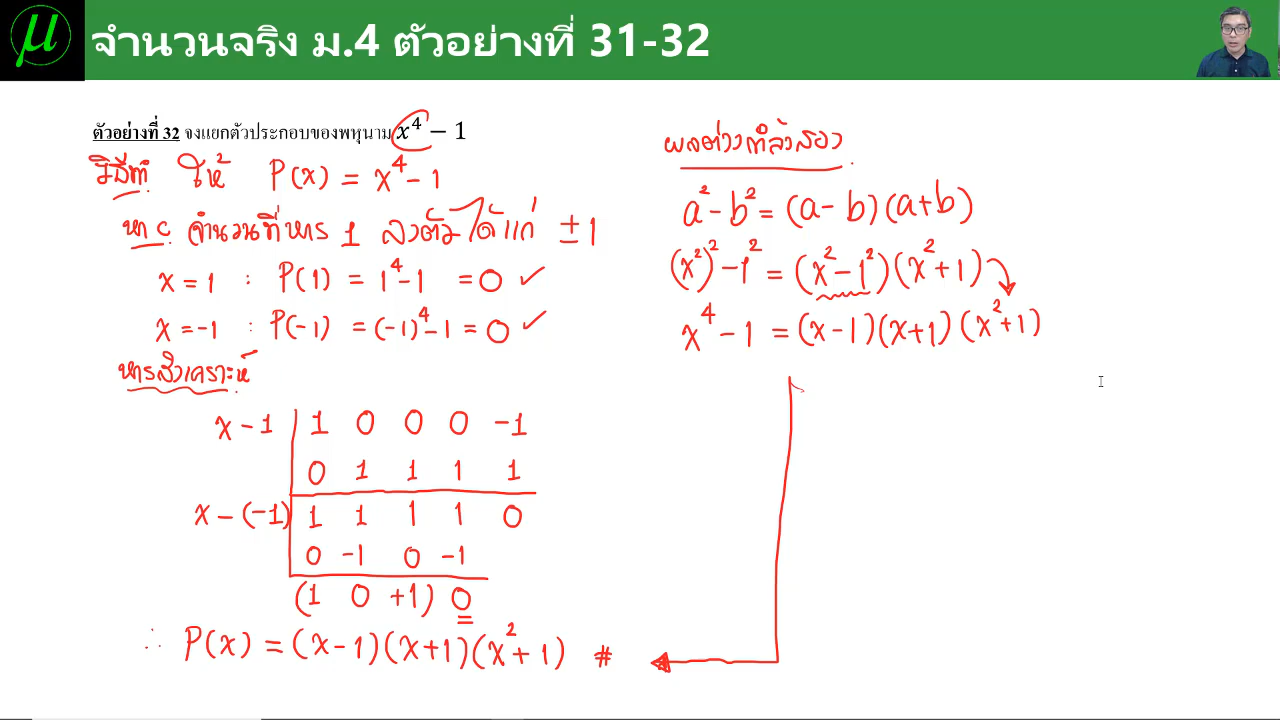 μ
จำนวนจริง ม.4 ตัวอย่างที่ 31-32
ตัวอย่างที่ 32 จงแยกตัวประกอบของพหุนาม x⁴ − 1
วิธีทำ ให้ P(x) = x⁴ - 1
หา c จำนวนที่หาร 1 ลงตัวได้แก่ ±1
x = 1 : P(1) = 1⁴ - 1 = 0 ✓
x = -1 : P(-1) = (-1)⁴ - 1 = 0 ✓
หารสังเคราะห์
x - 1 | 1 0 0 0 -1
0 1 1 1 1
x - (-1) | 1 1 1 1 0
0 -1 0 -1
(1 0 +1) 0
∴ P(x) = (x-1)(x+1)(x²+1) #
ผลต่างกำลังสอง
a² - b² = (a - b)(a + b)
(x²)² - 1² = (x² - 1²)(x² + 1)
x⁴ - 1 = (x-1)(x+1)(x²+1)